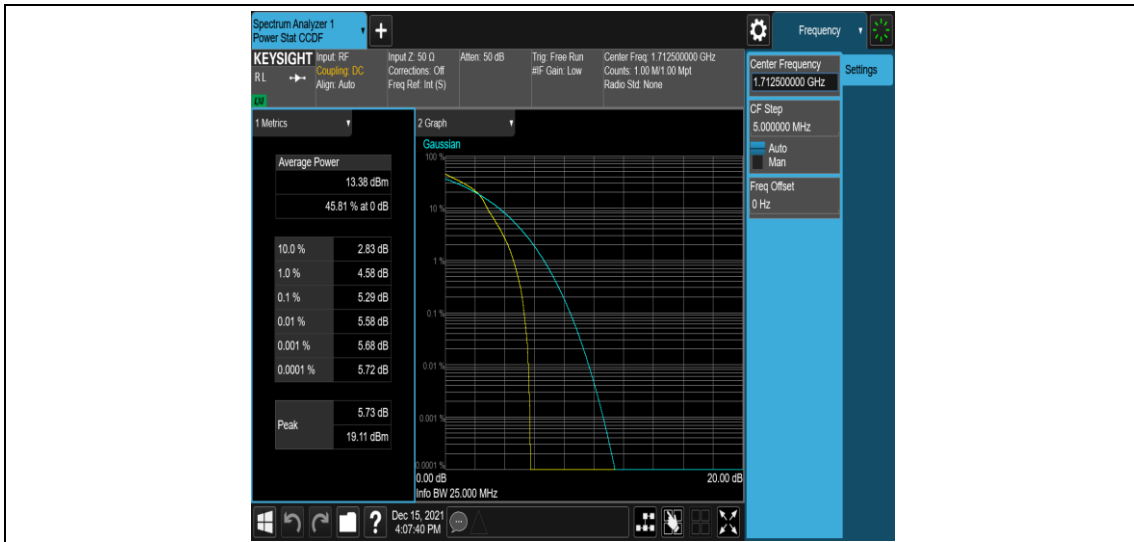 Spectrum Analyzer 1
Power Stat CCDF
Frequency
KEYSIGHT
RL
LXI
Input: RF
Coupling: DC
Align: Auto
Input Z: 50 Ω
Corrections: Off
Freq Ref: Int (S)
Atten: 50 dB
Trig: Free Run
#IF Gain: Low
Center Freq: 1.712500000 GHz
Counts: 1.00 M/1.00 Mpt
Radio Std: None
Center Frequency
1.712500000 GHz
Settings
CF Step
5.000000 MHz
Auto
Man
Freq Offset
0 Hz
1 Metrics
Average Power
13.38 dBm
45.81 % at 0 dB
10.0 % 2.83 dB
1.0 % 4.58 dB
0.1 % 5.29 dB
0.01 % 5.58 dB
0.001 % 5.68 dB
0.0001 % 5.72 dB
Peak
5.73 dB
19.11 dBm
2 Graph
Gaussian
100 %
10 %
1 %
0.1 %
0.01 %
0.001 %
0.0001 %
0.00 dB 20.00 dB
Info BW 25.000 MHz
?
Dec 15, 2021
4:07:40 PM